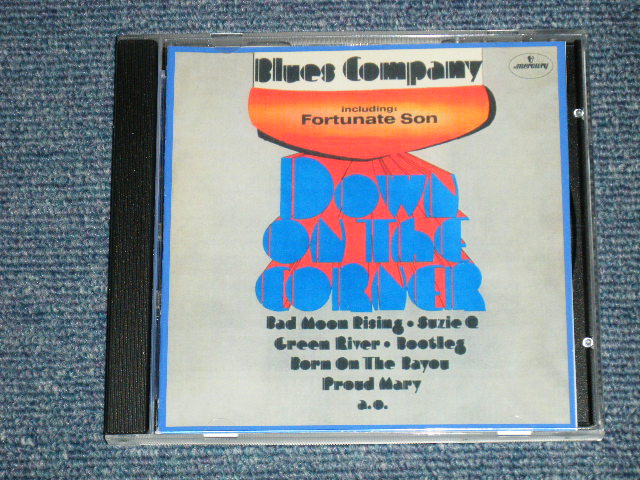 Blues Company
mercury
including:
Fortunate Son
Down
On The
Corner
Bad Moon Rising • Suzie Q
Green River • Bootleg
Born On The Bayou
Proud Mary
a.o.